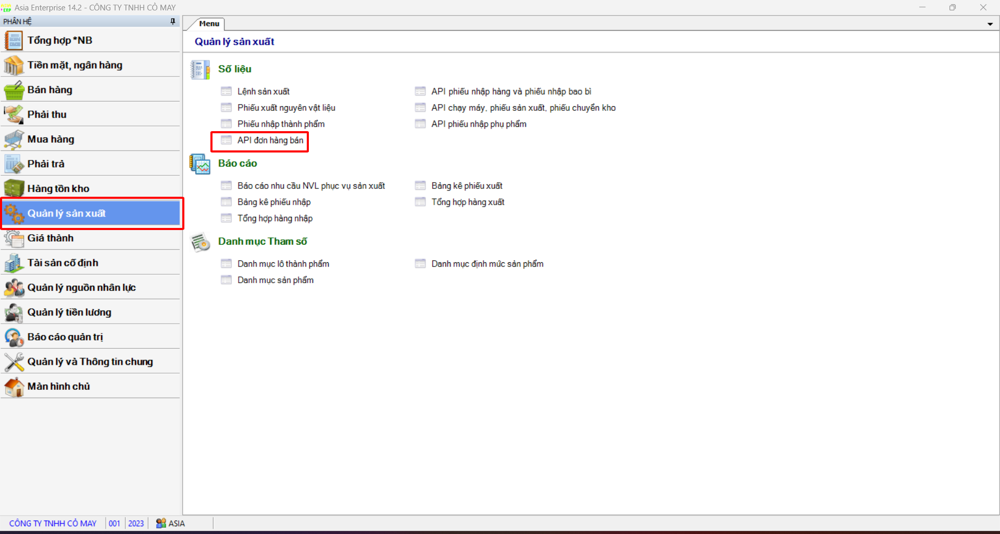 Asia Enterprise 14.2 - CÔNG TY TNHH CỎ MAY
PHÂN HỆ
Tổng hợp *NB
Tiền mặt, ngân hàng
Bán hàng
Phải thu
Mua hàng
Phải trả
Hàng tồn kho
Quản lý sản xuất
Giá thành
Tài sản cố định
Quản lý nguồn nhân lực
Quản lý tiền lương
Báo cáo quản trị
Quản lý và Thông tin chung
Màn hình chủ
Menu
Quản lý sản xuất
Số liệu
Lệnh sản xuất
API phiếu nhập hàng và phiếu nhập bao bì
Phiếu xuất nguyên vật liệu
API chạy máy, phiếu sản xuất, phiếu chuyển kho
Phiếu nhập thành phẩm
API phiếu nhập phụ phẩm
API đơn hàng bán
Báo cáo
Báo cáo nhu cầu NVL phục vụ sản xuất
Bảng kê phiếu xuất
Bảng kê phiếu nhập
Tổng hợp hàng xuất
Tổng hợp hàng nhập
Danh mục Tham số
Danh mục lô thành phẩm
Danh mục định mức sản phẩm
Danh mục sản phẩm
CÔNG TY TNHH CỎ MAY 001 2023 ASIA